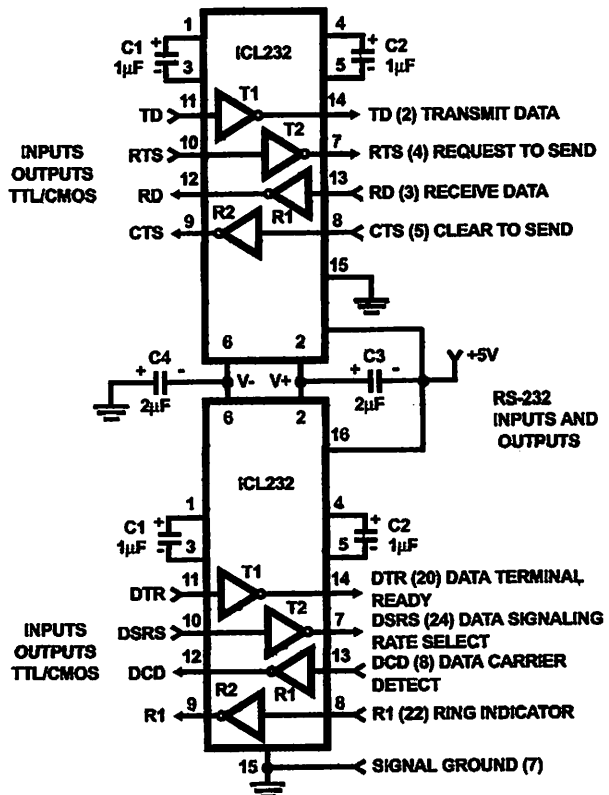 1
4
C1 +
1µF -
ICL232
+ C2
- 1µF
3
5
T1
TD 11
14 TD (2) TRANSMIT DATA
T2
RTS 10
7 RTS (4) REQUEST TO SEND
INPUTS
OUTPUTS
TTL/CMOS
RD 12
13 RD (3) RECEIVE DATA
R2
R1
CTS 9
8 CTS (5) CLEAR TO SEND
15
6
2
C4
+ -
2µF
V-
V+
C3
+ -
2µF
+5V
RS-232
INPUTS AND
OUTPUTS
6
2
16
ICL232
1
4
C1 +
1µF -
+ C2
- 1µF
3
5
T1
DTR 11
14 DTR (20) DATA TERMINAL
READY
T2
DSRS 10
7 DSRS (24) DATA SIGNALING
RATE SELECT
INPUTS
OUTPUTS
TTL/CMOS
DCD 12
13 DCD (8) DATA CARRIER
DETECT
R2
R1
R1 9
8 R1 (22) RING INDICATOR
15
SIGNAL GROUND (7)